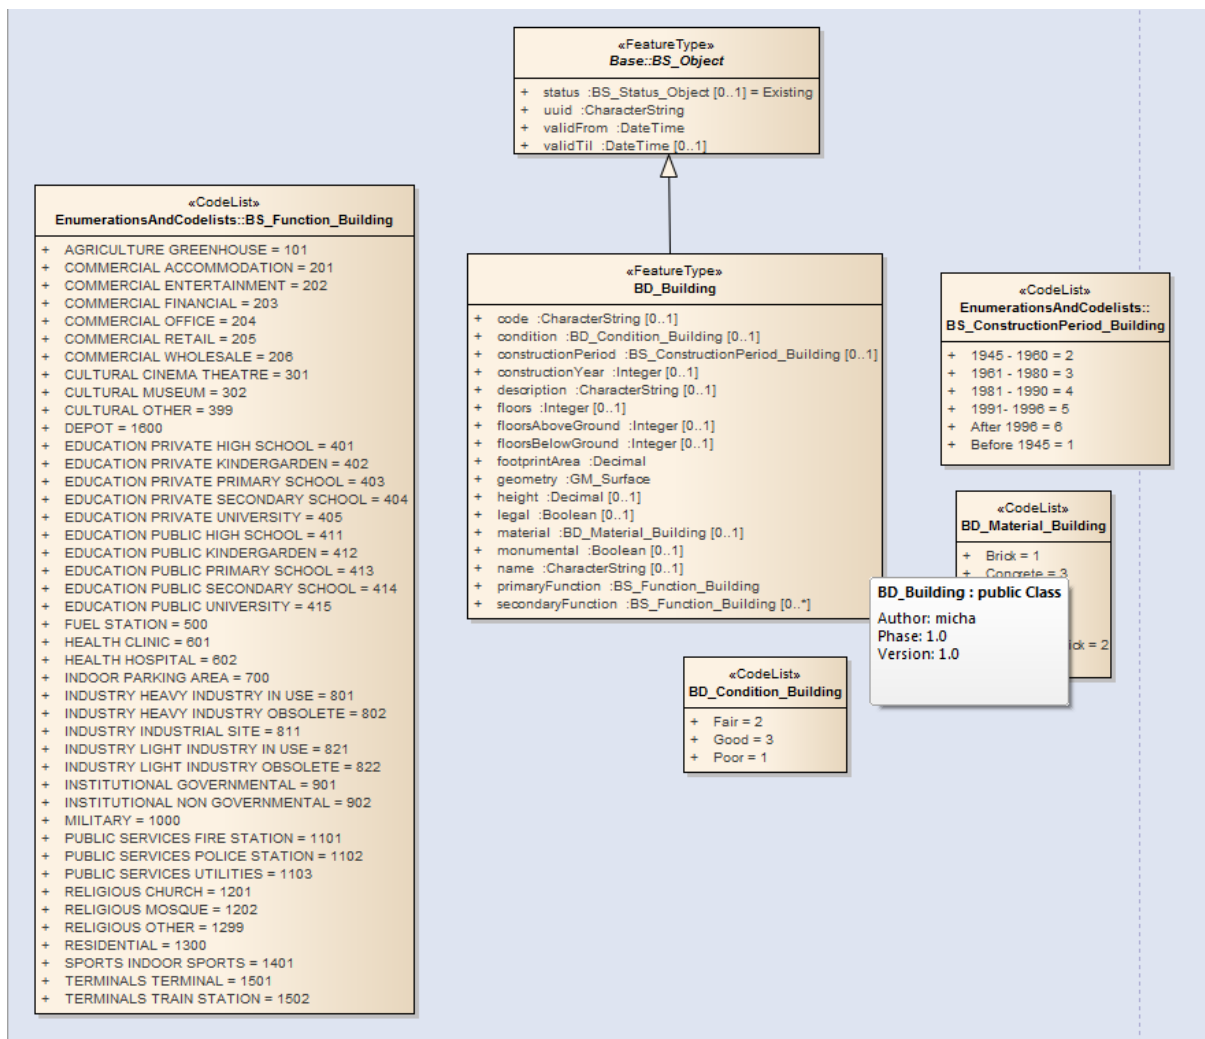 «FeatureType»
Base::BS_Object
+ status :BS_Status_Object [0..1] = Existing
+ uuid :CharacterString
+ validFrom :DateTime
+ validTil :DateTime [0..1]
«CodeList»
EnumerationsAndCodelists::BS_Function_Building
+ AGRICULTURE GREENHOUSE = 101
+ COMMERCIAL ACCOMMODATION = 201
+ COMMERCIAL ENTERTAINMENT = 202
+ COMMERCIAL FINANCIAL = 203
+ COMMERCIAL OFFICE = 204
+ COMMERCIAL RETAIL = 205
+ COMMERCIAL WHOLESALE = 206
+ CULTURAL CINEMA THEATRE = 301
+ CULTURAL MUSEUM = 302
+ CULTURAL OTHER = 399
+ DEPOT = 1600
+ EDUCATION PRIVATE HIGH SCHOOL = 401
+ EDUCATION PRIVATE KINDERGARDEN = 402
+ EDUCATION PRIVATE PRIMARY SCHOOL = 403
+ EDUCATION PRIVATE SECONDARY SCHOOL = 404
+ EDUCATION PRIVATE UNIVERSITY = 405
+ EDUCATION PUBLIC HIGH SCHOOL = 411
+ EDUCATION PUBLIC KINDERGARDEN = 412
+ EDUCATION PUBLIC PRIMARY SCHOOL = 413
+ EDUCATION PUBLIC SECONDARY SCHOOL = 414
+ EDUCATION PUBLIC UNIVERSITY = 415
+ FUEL STATION = 500
+ HEALTH CLINIC = 601
+ HEALTH HOSPITAL = 602
+ INDOOR PARKING AREA = 700
+ INDUSTRY HEAVY INDUSTRY IN USE = 801
+ INDUSTRY HEAVY INDUSTRY OBSOLETE = 802
+ INDUSTRY INDUSTRIAL SITE = 811
+ INDUSTRY LIGHT INDUSTRY IN USE = 821
+ INDUSTRY LIGHT INDUSTRY OBSOLETE = 822
+ INSTITUTIONAL GOVERNMENTAL = 901
+ INSTITUTIONAL NON GOVERNMENTAL = 902
+ MILITARY = 1000
+ PUBLIC SERVICES FIRE STATION = 1101
+ PUBLIC SERVICES POLICE STATION = 1102
+ PUBLIC SERVICES UTILITIES = 1103
+ RELIGIOUS CHURCH = 1201
+ RELIGIOUS MOSQUE = 1202
+ RELIGIOUS OTHER = 1299
+ RESIDENTIAL = 1300
+ SPORTS INDOOR SPORTS = 1401
+ TERMINALS TERMINAL = 1501
+ TERMINALS TRAIN STATION = 1502
«FeatureType»
BD_Building
+ code :CharacterString [0..1]
+ condition :BD_Condition_Building [0..1]
+ constructionPeriod :BS_ConstructionPeriod_Building [0..1]
+ constructionYear :Integer [0..1]
+ description :CharacterString [0..1]
+ floors :Integer [0..1]
+ floorsAboveGround :Integer [0..1]
+ floorsBelowGround :Integer [0..1]
+ footprintArea :Decimal
+ geometry :GM_Surface
+ height :Decimal [0..1]
+ legal :Boolean [0..1]
+ material :BD_Material_Building [0..1]
+ monumental :Boolean [0..1]
+ name :CharacterString [0..1]
+ primaryFunction :BS_Function_Building
+ secondaryFunction :BS_Function_Building [0..*]
«CodeList»
EnumerationsAndCodelists::
BS_ConstructionPeriod_Building
+ 1945 - 1960 = 2
+ 1961 - 1980 = 3
+ 1981 - 1990 = 4
+ 1991- 1996 = 5
+ After 1996 = 6
+ Before 1945 = 1
«CodeList»
BD_Material_Building
+ Brick = 1
+ Concrete = 3
ick = 2
BD_Building : public Class
Author: micha
Phase: 1.0
Version: 1.0
«CodeList»
BD_Condition_Building
+ Fair = 2
+ Good = 3
+ Poor = 1